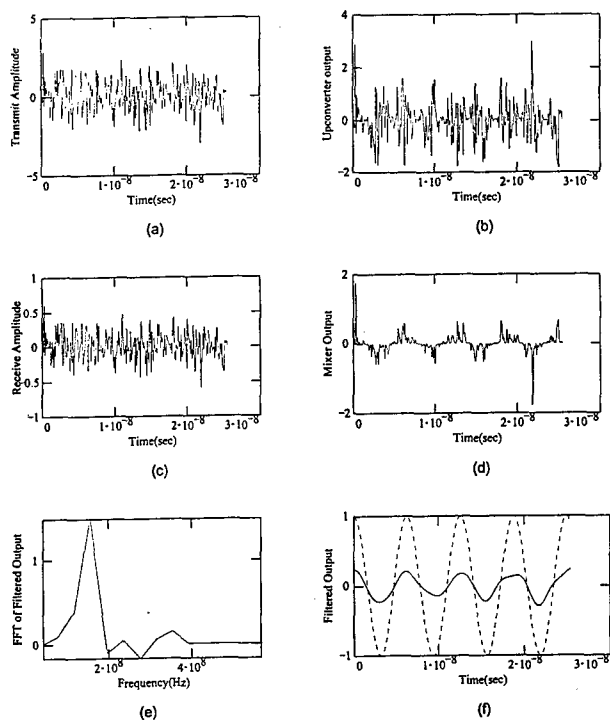 5
0
-5
Transmit Amplitude
0
1·10⁻⁸
2·10⁻⁸
3·10⁻⁸
Time(sec)
(a)
4
2
0
-2
Upconverter output
0
1·10⁻⁸
2·10⁻⁸
3·10⁻⁸
Time(sec)
(b)
1
0.5
0
-0.5
-1
Receive Amplitude
0
1·10⁻⁸
2·10⁻⁸
3·10⁻⁸
Time(sec)
(c)
2
0
-2
Mixer Output
0
1·10⁻⁸
2·10⁻⁸
3·10⁻⁸
Time(sec)
(d)
1
0
FFT of Filtered Output
2·10⁸
4·10⁸
Frequency(Hz)
(e)
1
0
-1
Filtered Output
0
1·10⁻⁸
2·10⁻⁸
3·10⁻⁸
Time(sec)
(f)